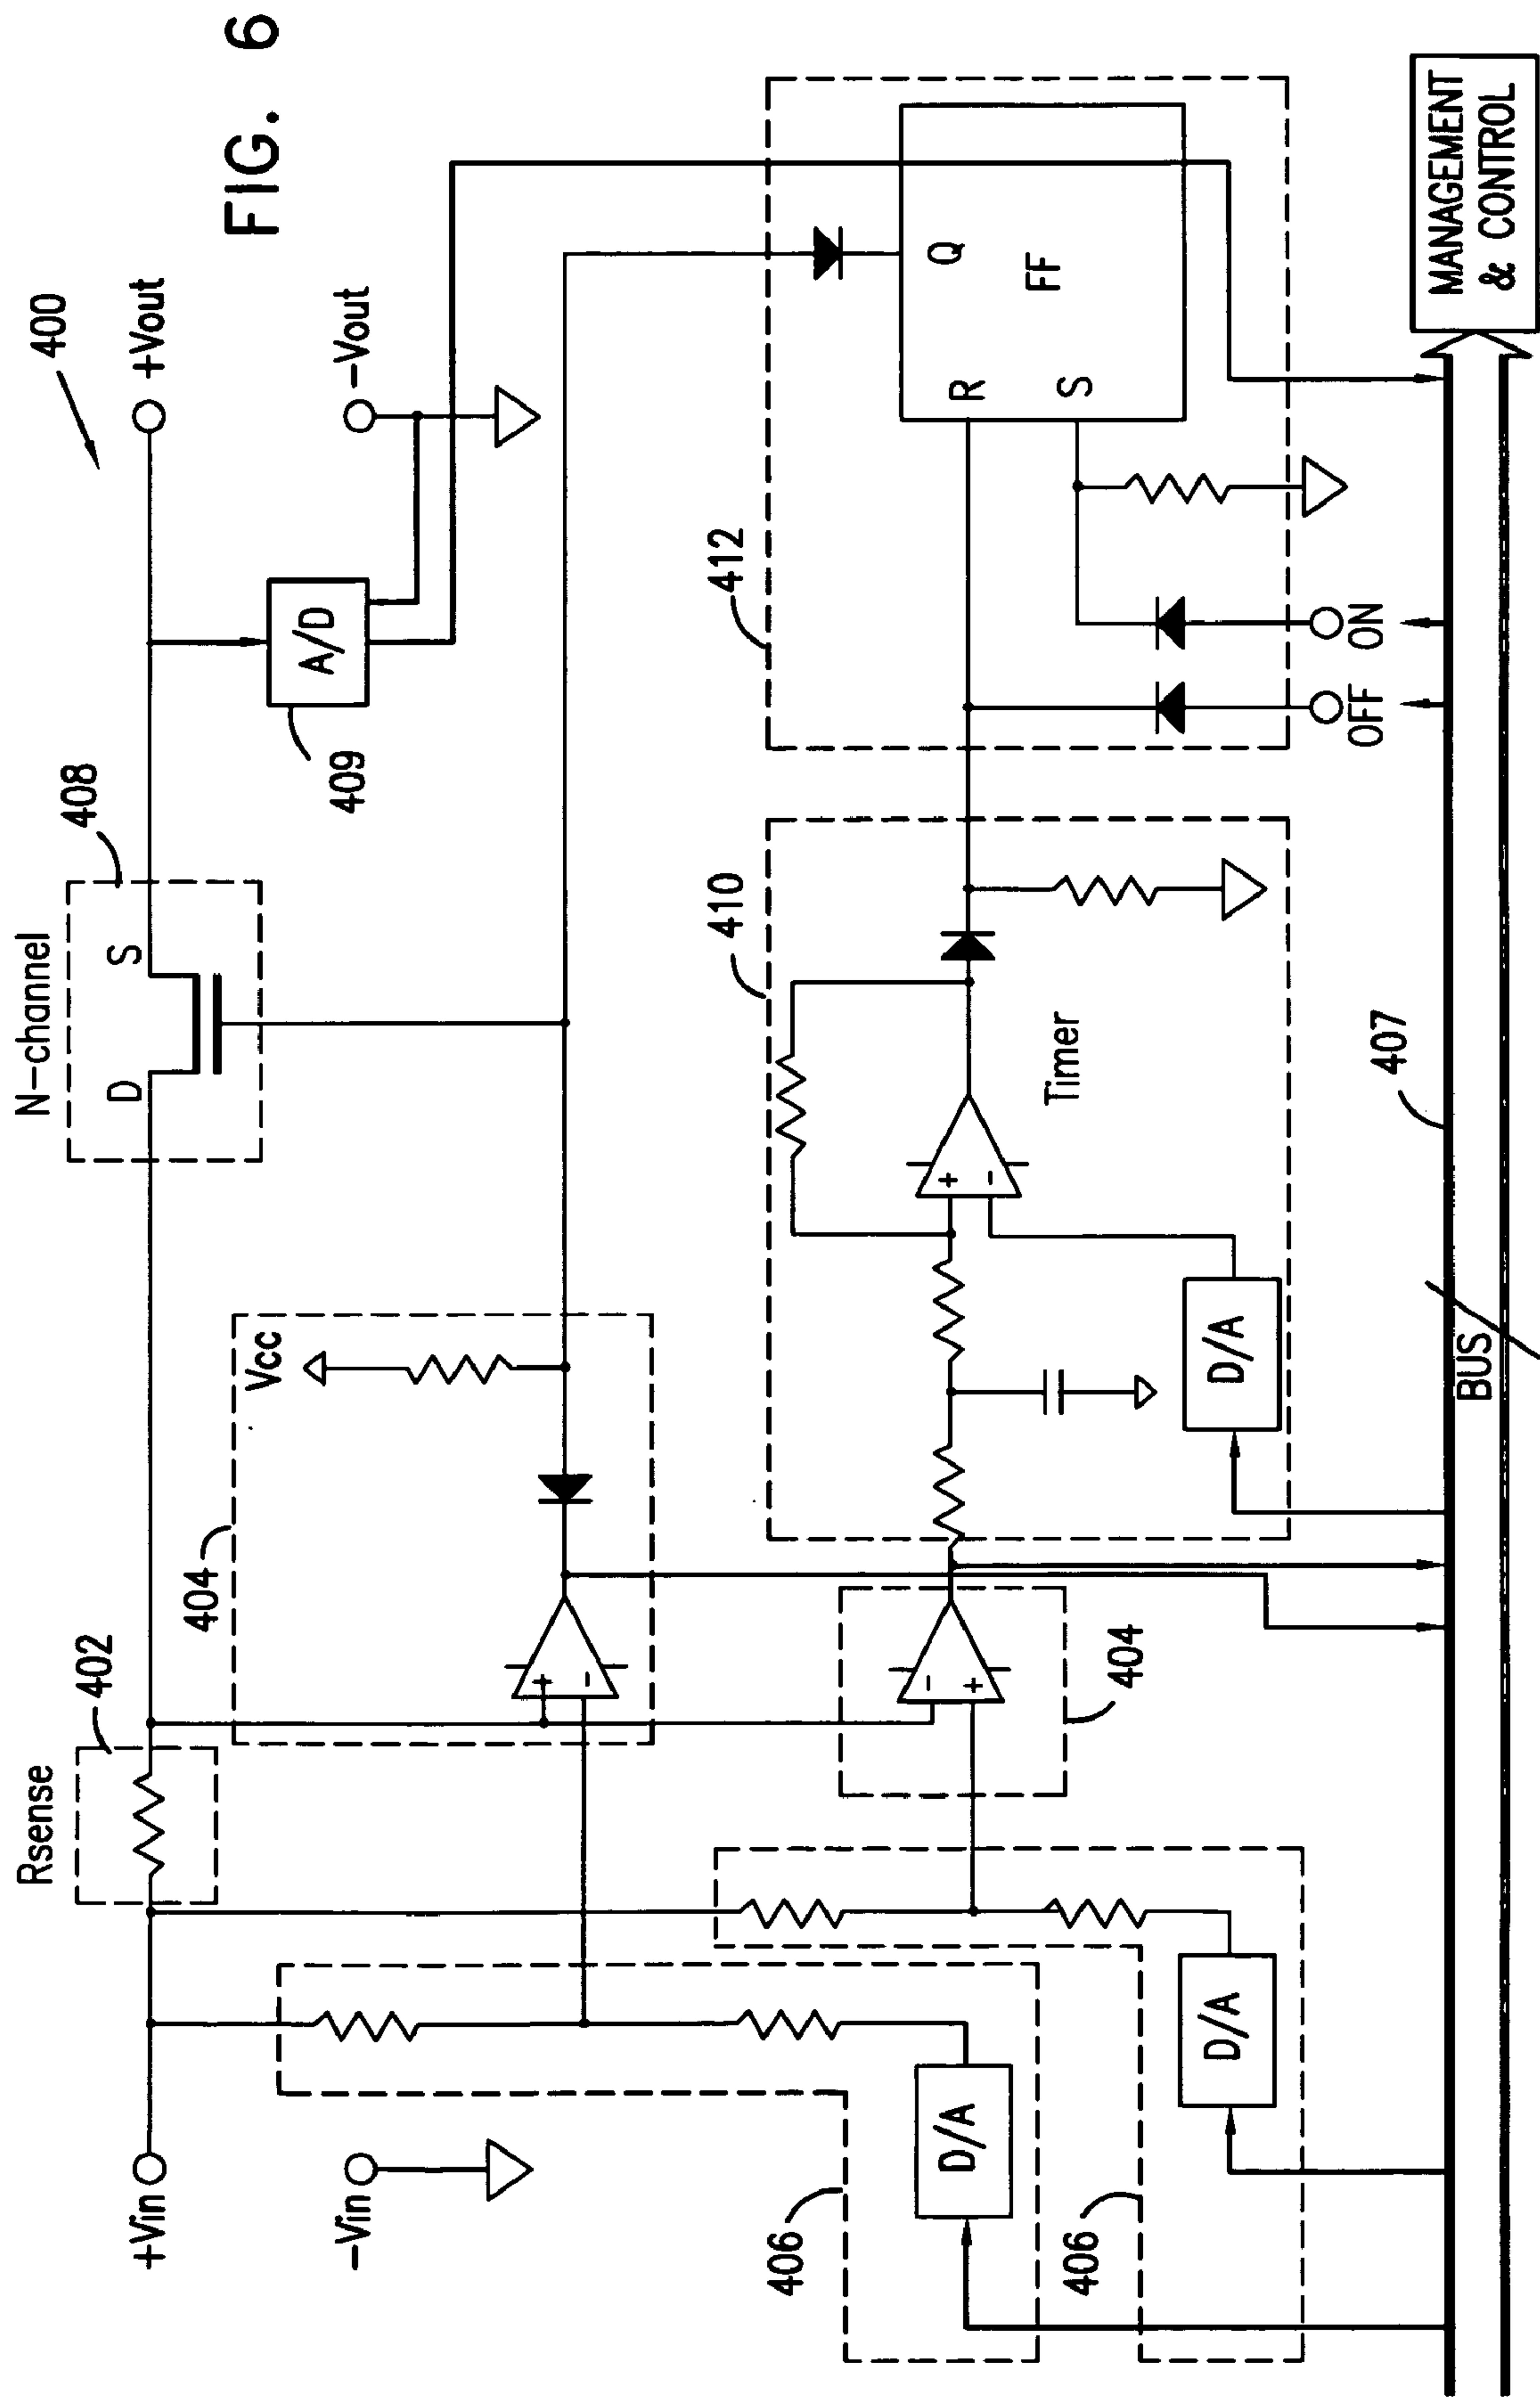 FIG. 6
400
N-channel
408
D
S
Rsense
402
+Vin
-Vin
+Vout
-Vout
A/D
409
404
Vcc
+
-
410
412
Q
FF
R
S
-
+
404
+
-
Timer
D/A
406
D/A
406
D/A
OFF
ON
407
BUS
MANAGEMENT
& CONTROL